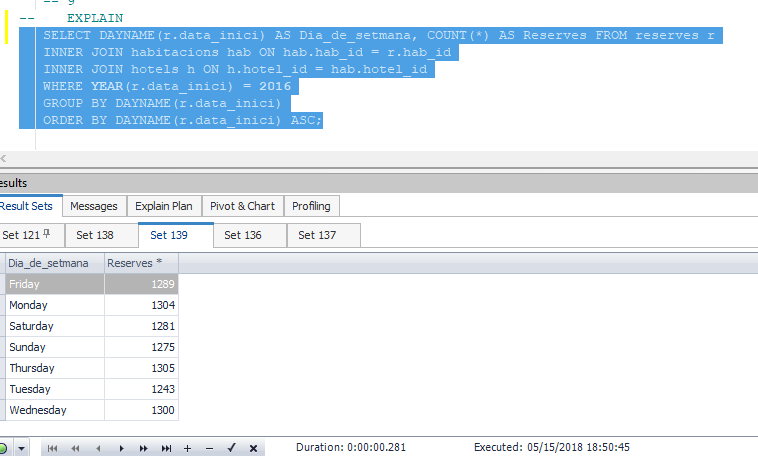 -- 9
-- EXPLAIN
SELECT DAYNAME(r.data_inici) AS Dia_de_setmana, COUNT(*) AS Reserves FROM reserves r
INNER JOIN habitacions hab ON hab.hab_id = r.hab_id
INNER JOIN hotels h ON h.hotel_id = hab.hotel_id
WHERE YEAR(r.data_inici) = 2016
GROUP BY DAYNAME(r.data_inici)
ORDER BY DAYNAME(r.data_inici) ASC;
<
esults
Result Sets Messages Explain Plan Pivot & Chart Profiling
Set 121 Set 138 Set 139 Set 136 Set 137
Dia_de_setmana Reserves *
Friday 1289
Monday 1304
Saturday 1281
Sunday 1275
Thursday 1305
Tuesday 1243
Wednesday 1300
Duration: 0:00:00.281 Executed: 05/15/2018 18:50:45